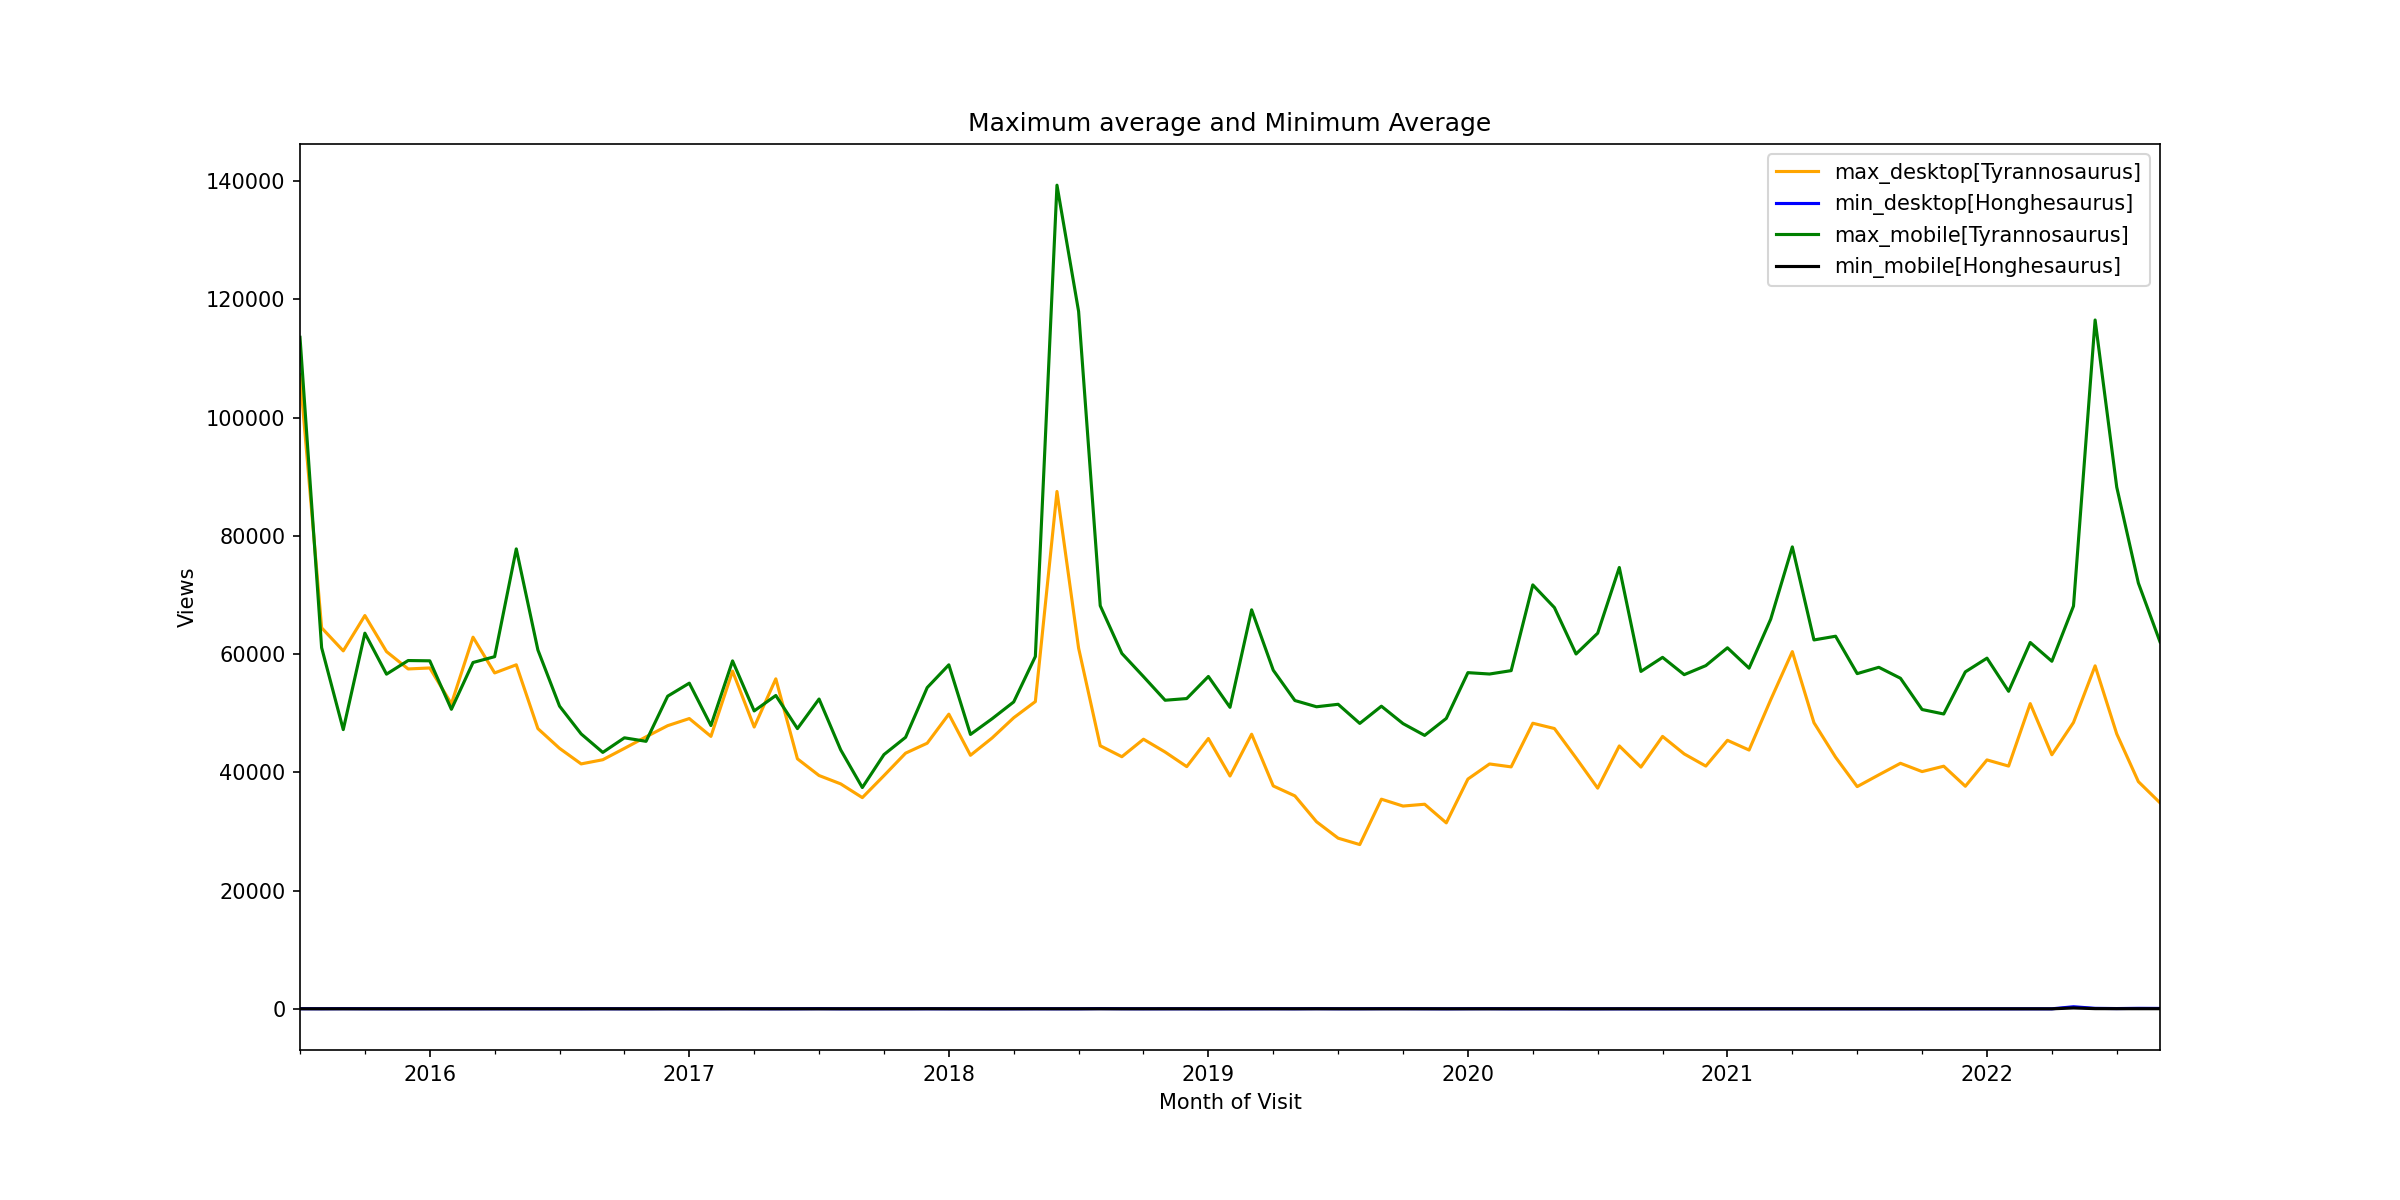 Maximum average and Minimum Average
max_desktop[Tyrannosaurus]
min_desktop[Honghesaurus]
max_mobile[Tyrannosaurus]
min_mobile[Honghesaurus]
140000
120000
100000
80000
60000
40000
20000
0
Views
2016 2017 2018 2019 2020 2021 2022
Month of Visit